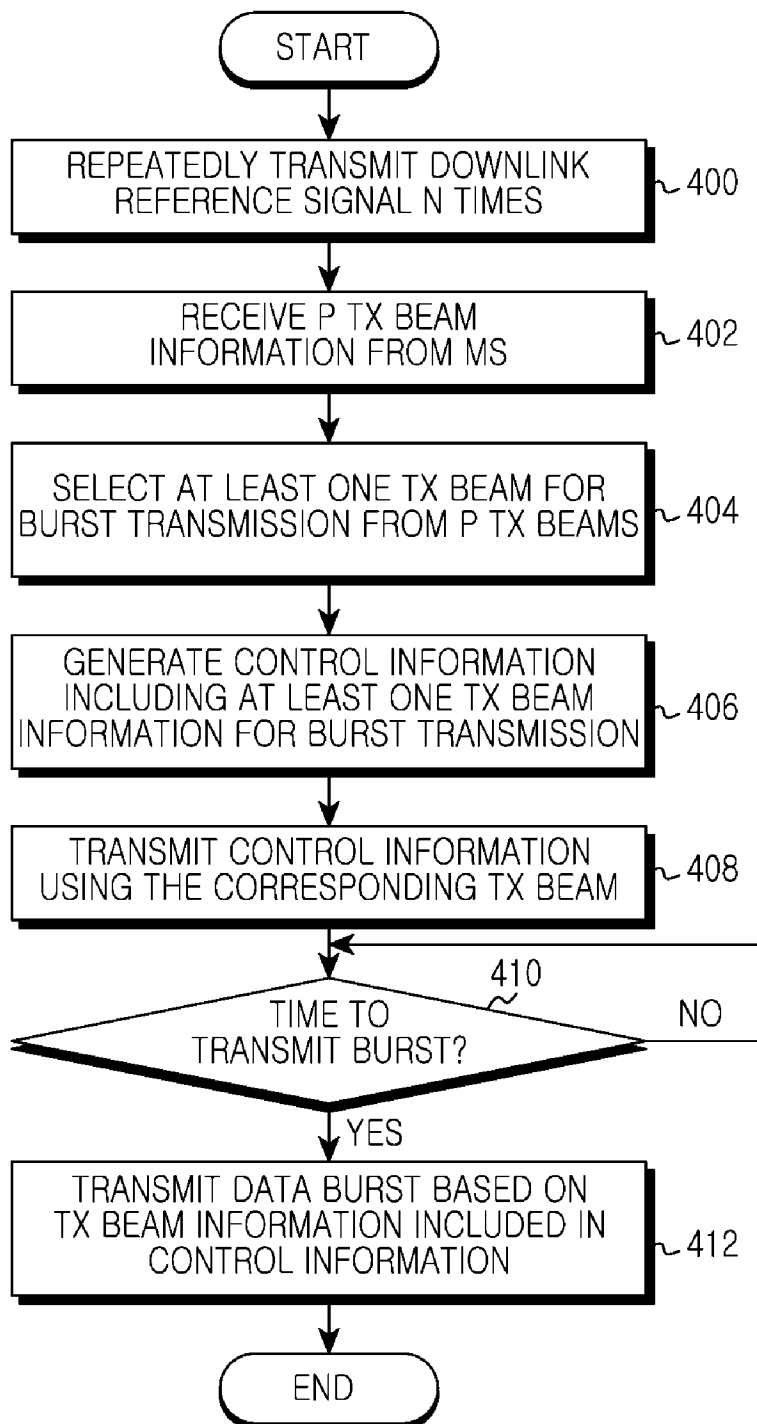 START
REPEATEDLY TRANSMIT DOWNLINK
REFERENCE SIGNAL N TIMES
400
RECEIVE P TX BEAM
INFORMATION FROM MS
402
SELECT AT LEAST ONE TX BEAM FOR
BURST TRANSMISSION FROM P TX BEAMS
404
GENERATE CONTROL INFORMATION
INCLUDING AT LEAST ONE TX BEAM
INFORMATION FOR BURST TRANSMISSION
406
TRANSMIT CONTROL INFORMATION
USING THE CORRESPONDING TX BEAM
408
410
TIME TO
TRANSMIT BURST?
NO
YES
TRANSMIT DATA BURST BASED ON
TX BEAM INFORMATION INCLUDED IN
CONTROL INFORMATION
412
END